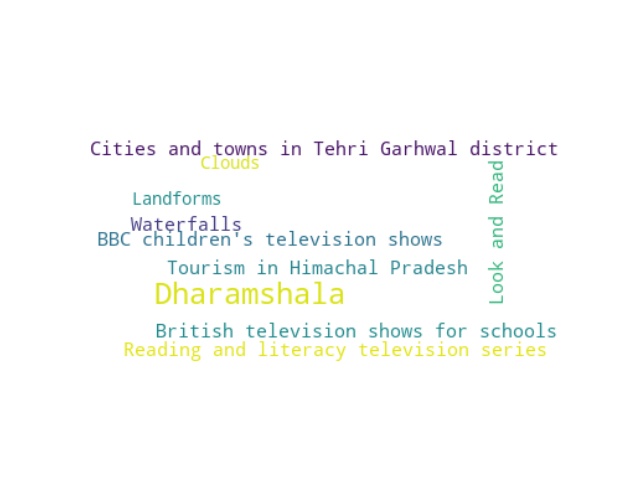 Cities and towns in Tehri Garhwal district
Clouds
Look and Read
Landforms
Waterfalls
BBC children's television shows
Tourism in Himachal Pradesh
Dharamshala
British television shows for schools
Reading and literacy television series